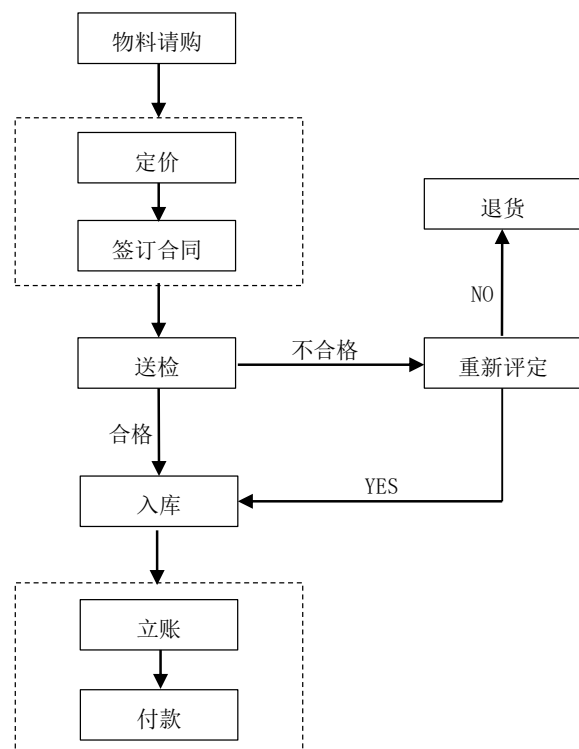 物料请购
定价
签订合同
退货
NO
送检
不合格
重新评定
合格
YES
入库
立账
付款